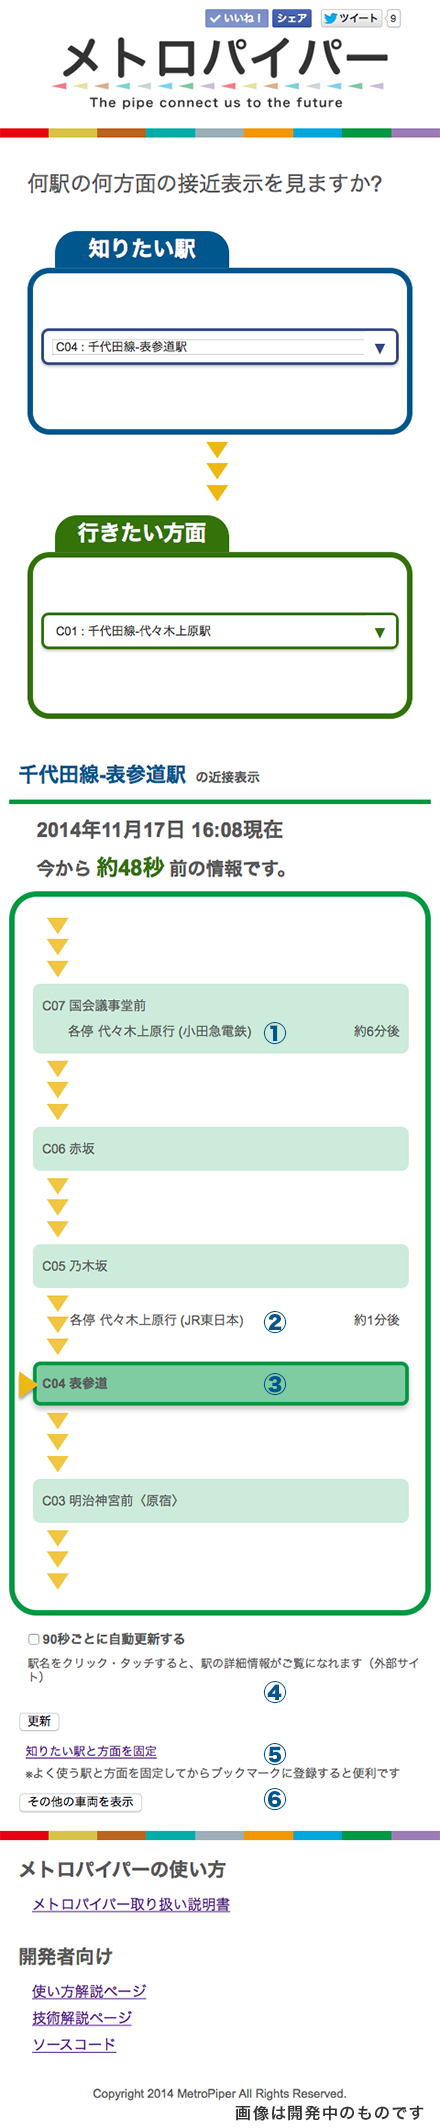 いいね！ シェア ツイート 9
メトロパイパー
The pipe connect us to the future
何駅の何方面の接近表示を見ますか?
知りたい駅
C04 : 千代田線-表参道駅 ▼
行きたい方面
C01 : 千代田線-代々木上原駅 ▼
千代田線-表参道駅 の近接表示
2014年11月17日 16:08現在
今から 約48秒 前の情報です。
C07 国会議事堂前
各停 代々木上原行 (小田急電鉄) ① 約6分後
C06 赤坂
C05 乃木坂
各停 代々木上原行 (JR東日本) ② 約1分後
C04 表参道 ③
C03 明治神宮前〈原宿〉
90秒ごとに自動更新する
駅名をクリック・タッチすると、駅の詳細情報がご覧になれます（外部サイ
ト）
④
更新
知りたい駅と方面を固定 ⑤
※よく使う駅と方面を固定してからブックマークに登録すると便利です
その他の車両を表示 ⑥
メトロパイパーの使い方
メトロパイパー取り扱い説明書
開発者向け
使い方解説ページ
技術解説ページ
ソースコード
Copyright 2014 MetroPiper All Rights Reserved.
画像は開発中のものです